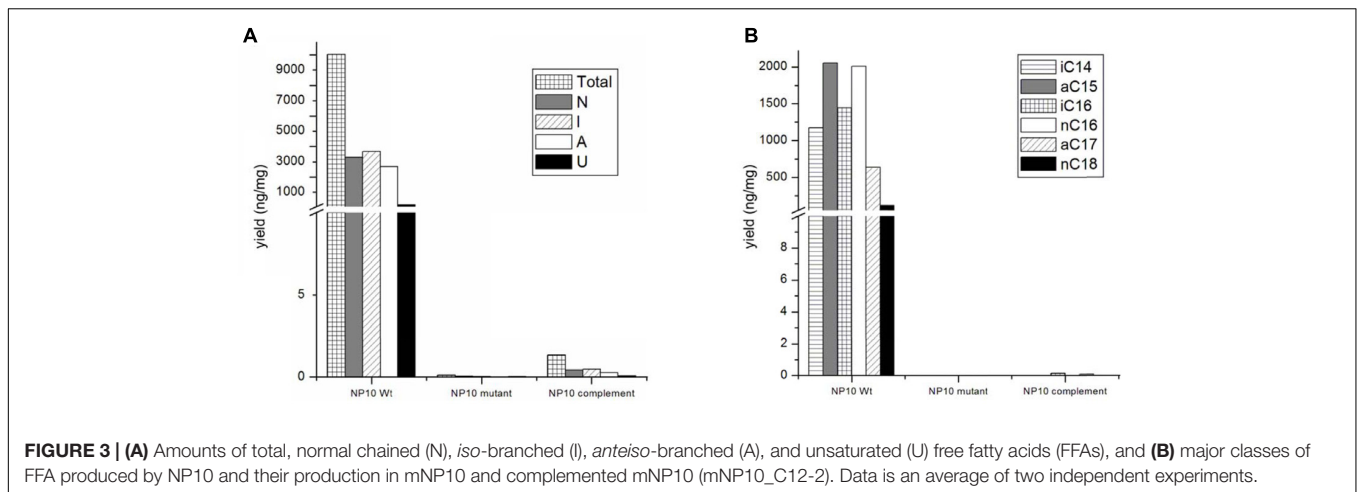 A
9000
7000
5000
3000
1000
5
0
yield (ng/mg)
Total
N
I
A
U
NP10 Wt
NP10 mutant
NP10 complement
B
2000
1500
1000
500
8
6
4
2
0
yield (ng/mg)
iC14
aC15
iC16
nC16
aC17
nC18
NP10 Wt
NP10 mutant
NP10 complement
FIGURE 3 | (A) Amounts of total, normal chained (N), iso-branched (I), anteiso-branched (A), and unsaturated (U) free fatty acids (FFAs), and (B) major classes of
FFA produced by NP10 and their production in mNP10 and complemented mNP10 (mNP10_C12-2). Data is an average of two independent experiments.